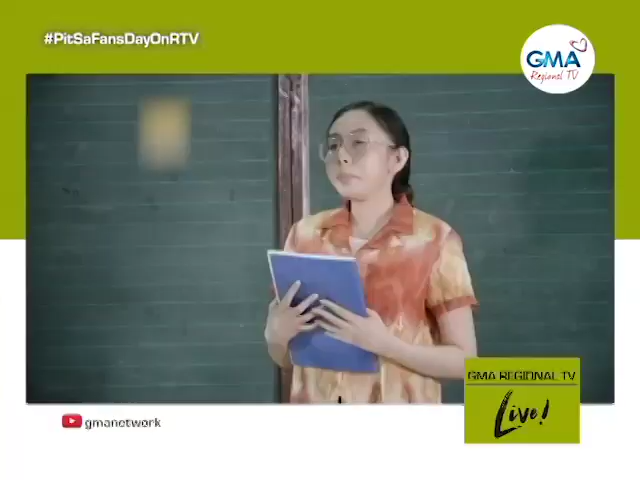 #PitSaFansDayOnRTV
GMA
Regional TV
GMA REGIONAL TV
Live!
gmanetwork